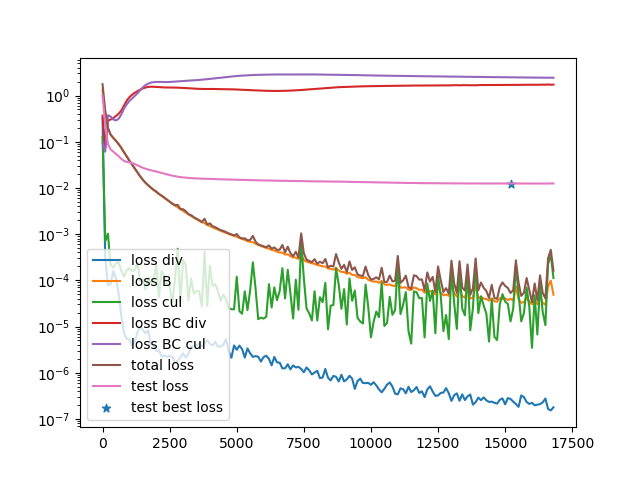 10⁰
10⁻¹
10⁻²
10⁻³
10⁻⁴
10⁻⁵
10⁻⁶
10⁻⁷
loss div
loss B
loss cul
loss BC div
loss BC cul
total loss
test loss
test best loss
0 2500 5000 7500 10000 12500 15000 17500